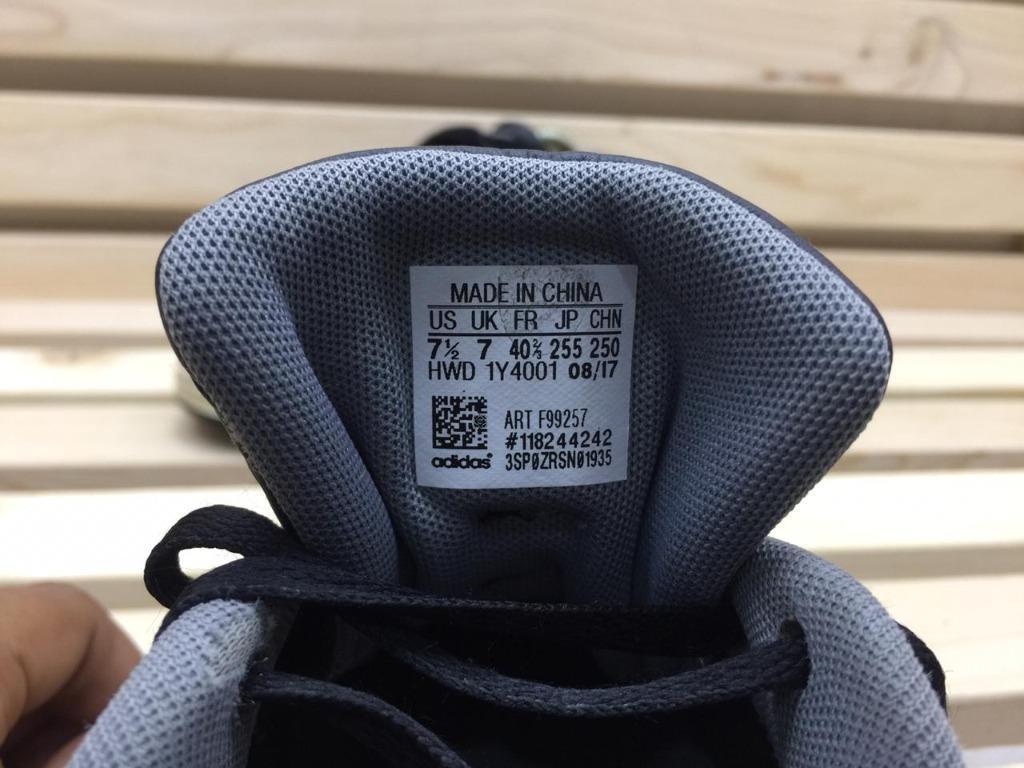 MADE IN CHINA
US UK FR JP CHN
7½ 7 40⅔ 255 250
HWD 1Y4001 08/17
ART F99257
#118244242
adidas 3SPØZRSNØ1935